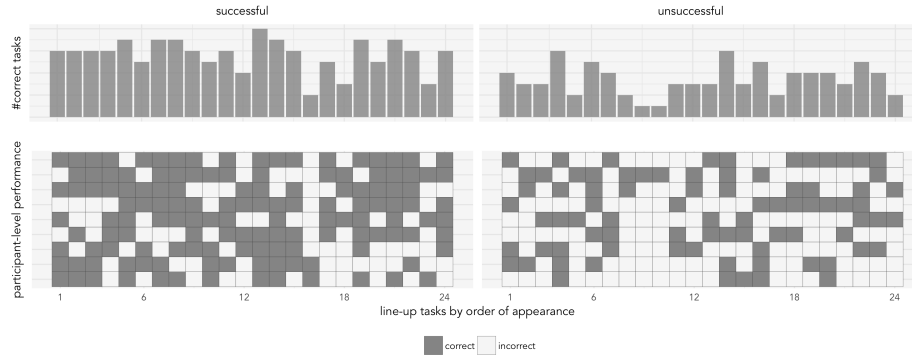 successful
unsuccessful
#correct tasks
participant-level performance
1 6 12 18 24
1 6 12 18 24
line-up tasks by order of appearance
correct incorrect